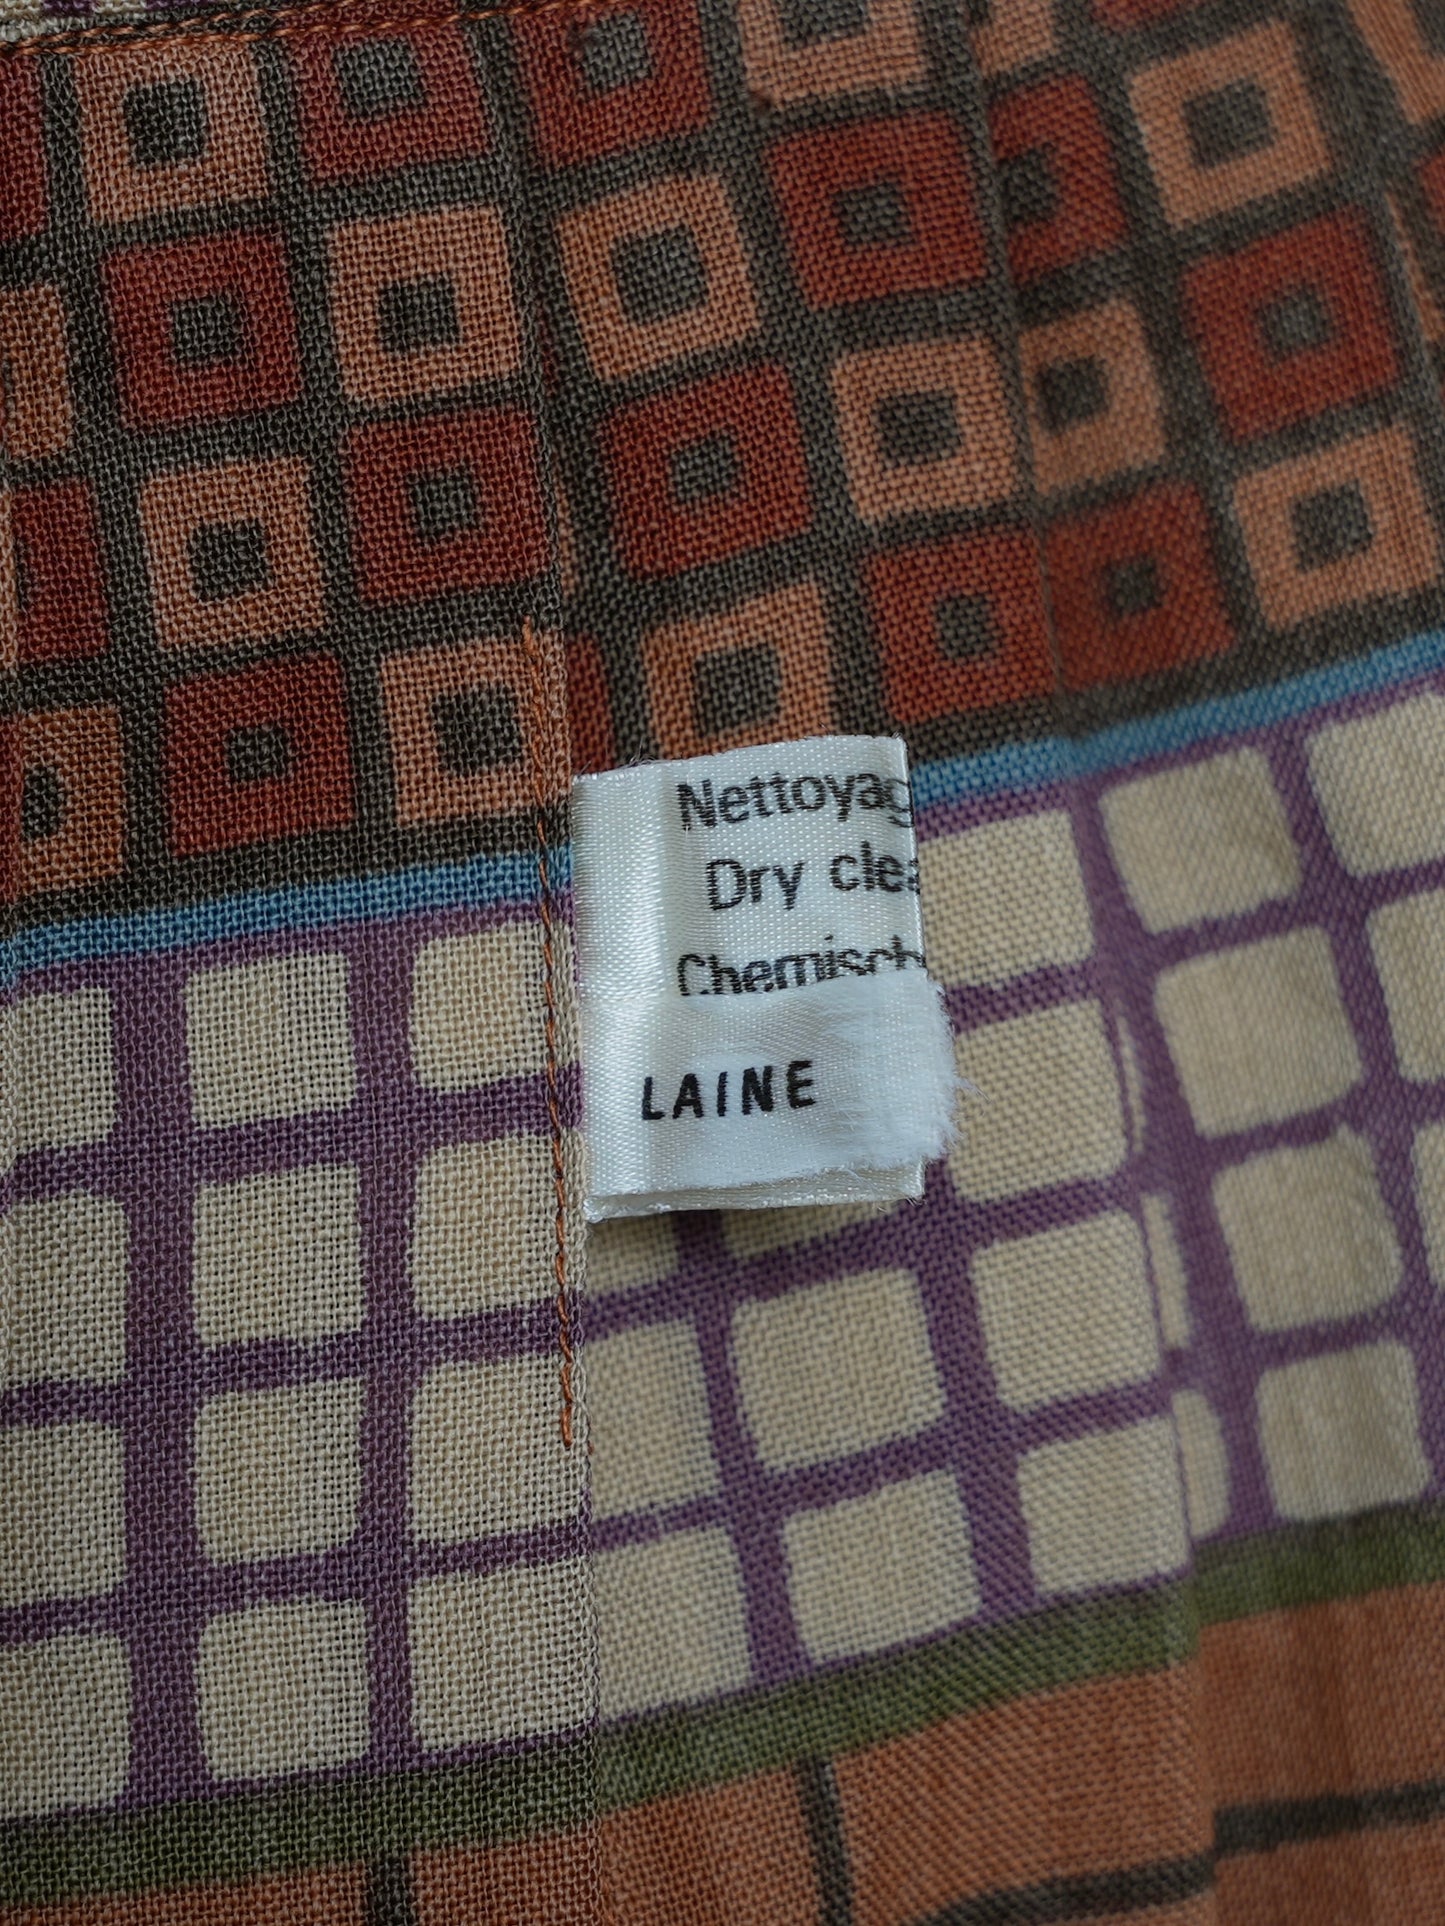 Nettoyag
Dry clea
Chemisch
LAINE